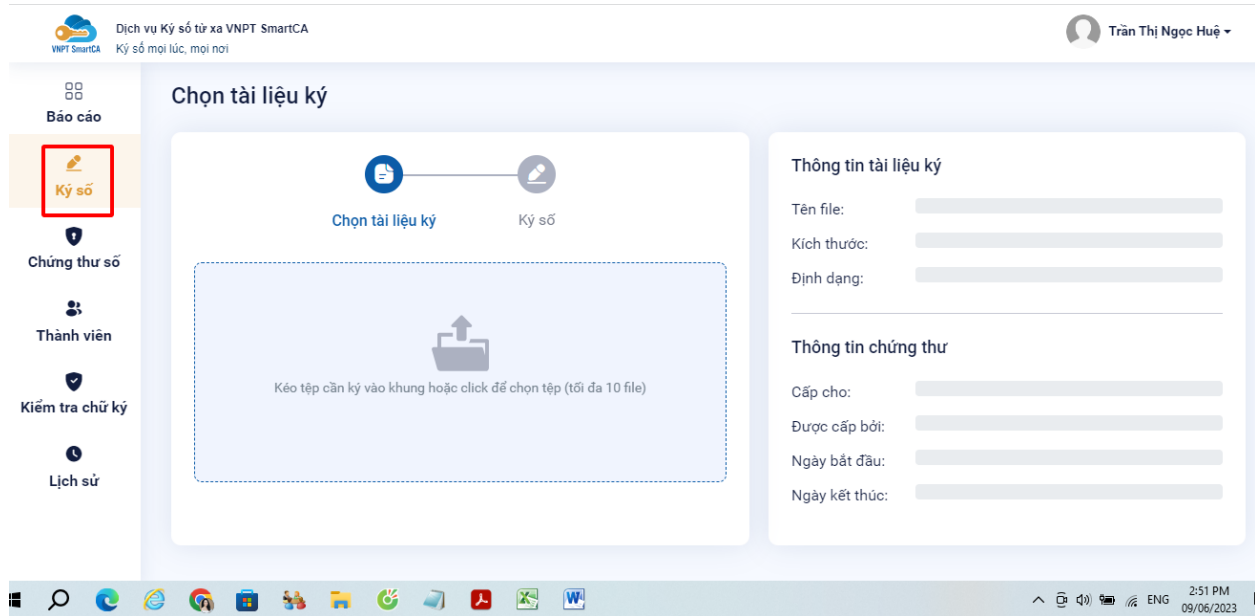 Dịch vụ Ký số từ xa VNPT SmartCA
VNPT SmartCA
Ký số mọi lúc, mọi nơi
Trần Thị Ngọc Huệ
Báo cáo
Ký số
Chứng thư số
Thành viên
Kiểm tra chữ ký
Lịch sử
Chọn tài liệu ký
Chọn tài liệu ký
Ký số
Kéo tệp cần ký vào khung hoặc click để chọn tệp (tối đa 10 file)
Thông tin tài liệu ký
Tên file:
Kích thước:
Định dạng:
Thông tin chứng thư
Cấp cho:
Được cấp bởi:
Ngày bắt đầu:
Ngày kết thúc:
ENG
2:51 PM
09/06/2023